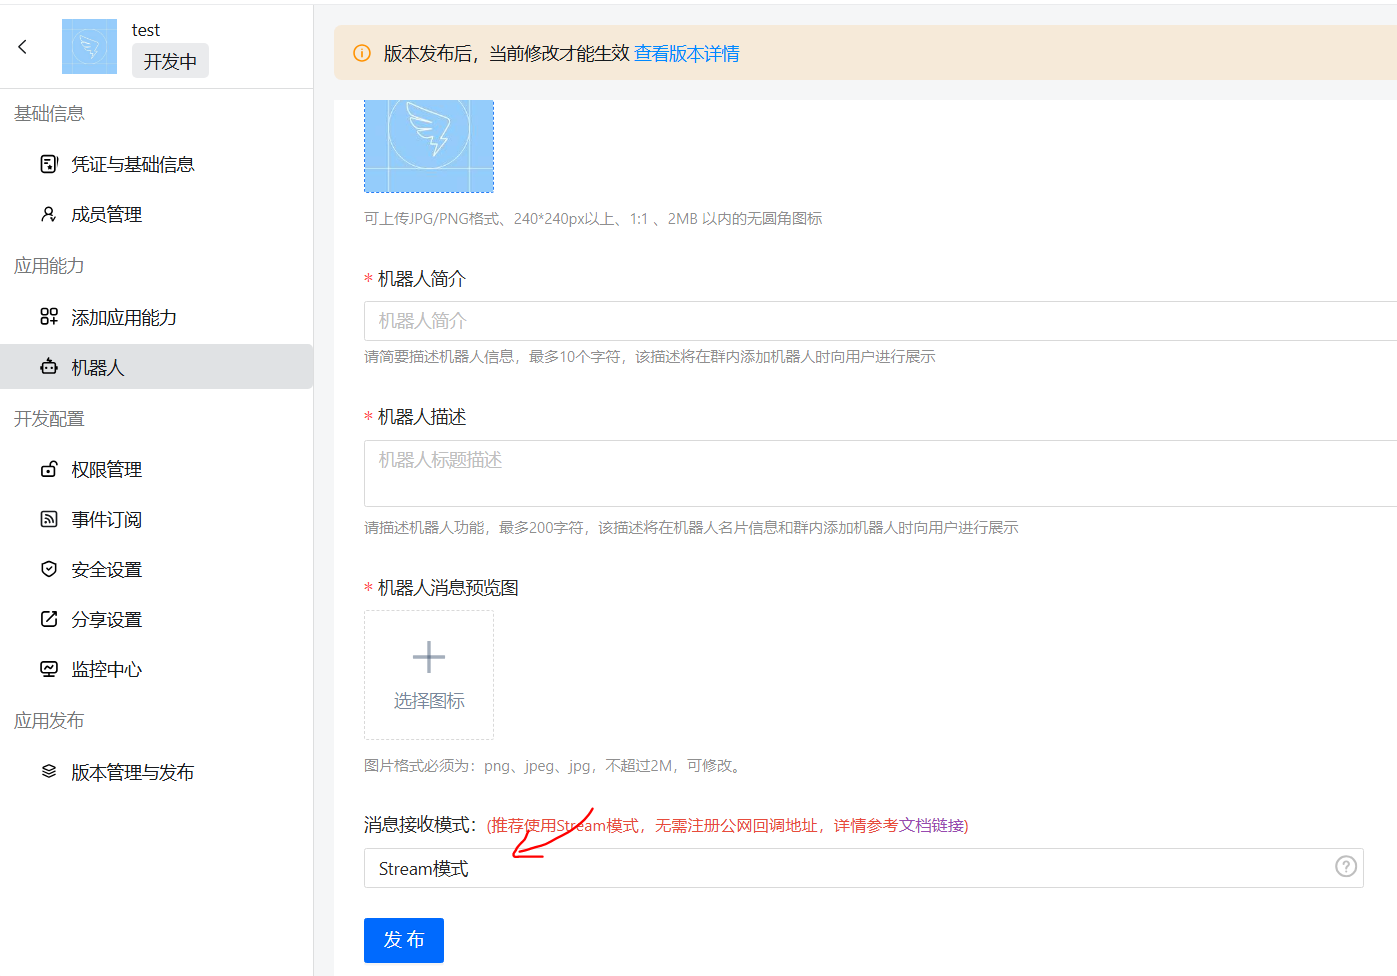 test
开发中
基础信息
凭证与基础信息
成员管理
应用能力
添加应用能力
机器人
开发配置
权限管理
事件订阅
安全设置
分享设置
监控中心
应用发布
版本管理与发布
版本发布后，当前修改才能生效 查看版本详情
可上传JPG/PNG格式、240*240px以上、1:1 、2MB 以内的无圆角图标
* 机器人简介
机器人简介
请简要描述机器人信息，最多10个字符，该描述将在群内添加机器人时向用户进行展示
* 机器人描述
机器人标题描述
请描述机器人功能，最多200字符，该描述将在机器人名片信息和群内添加机器人时向用户进行展示
* 机器人消息预览图
选择图标
图片格式必须为：png、jpeg、jpg，不超过2M，可修改。
消息接收模式：(推荐使用Stream模式，无需注册公网回调地址，详情参考文档链接)
Stream模式
发 布